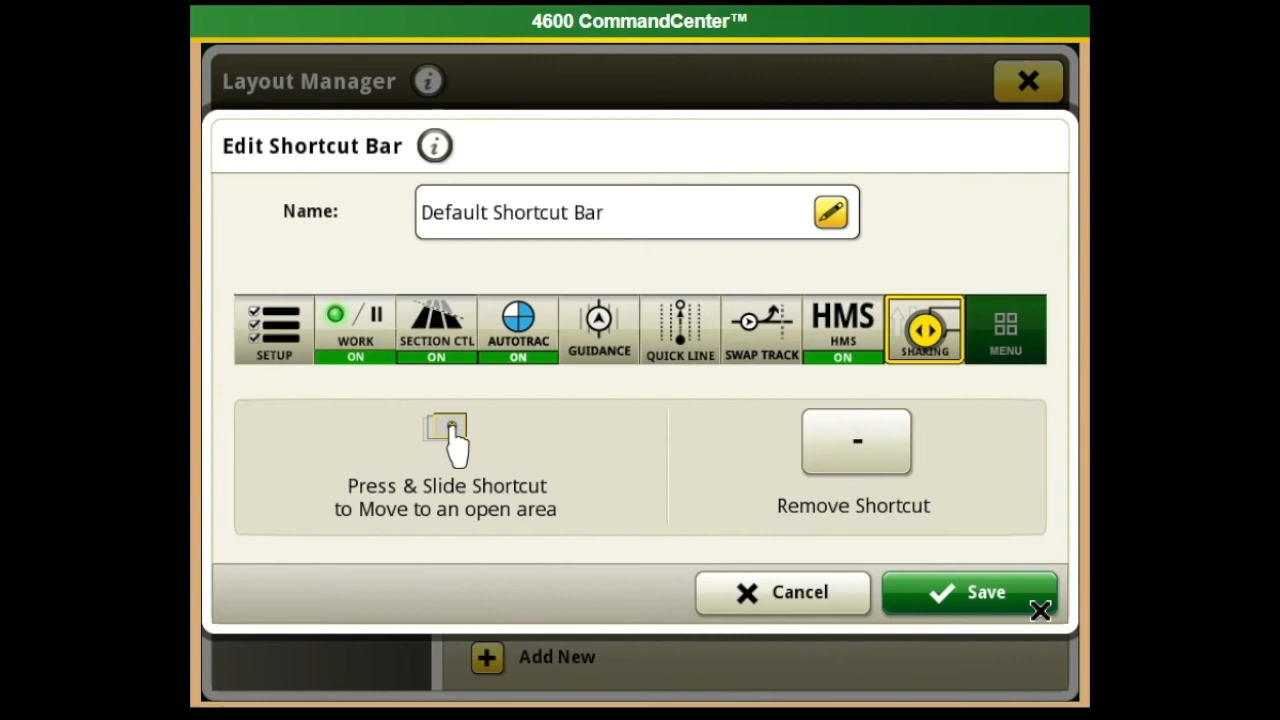 4600 CommandCenter™
Layout Manager
Edit Shortcut Bar
Name:
Default Shortcut Bar
SETUP
WORK
ON
SECTION CTL
ON
AUTOTRAC
ON
GUIDANCE
QUICK LINE
SWAP TRACK
HMS
HMS
ON
SHARING
MENU
Press & Slide Shortcut
to Move to an open area
-
Remove Shortcut
Cancel
Save
Add New